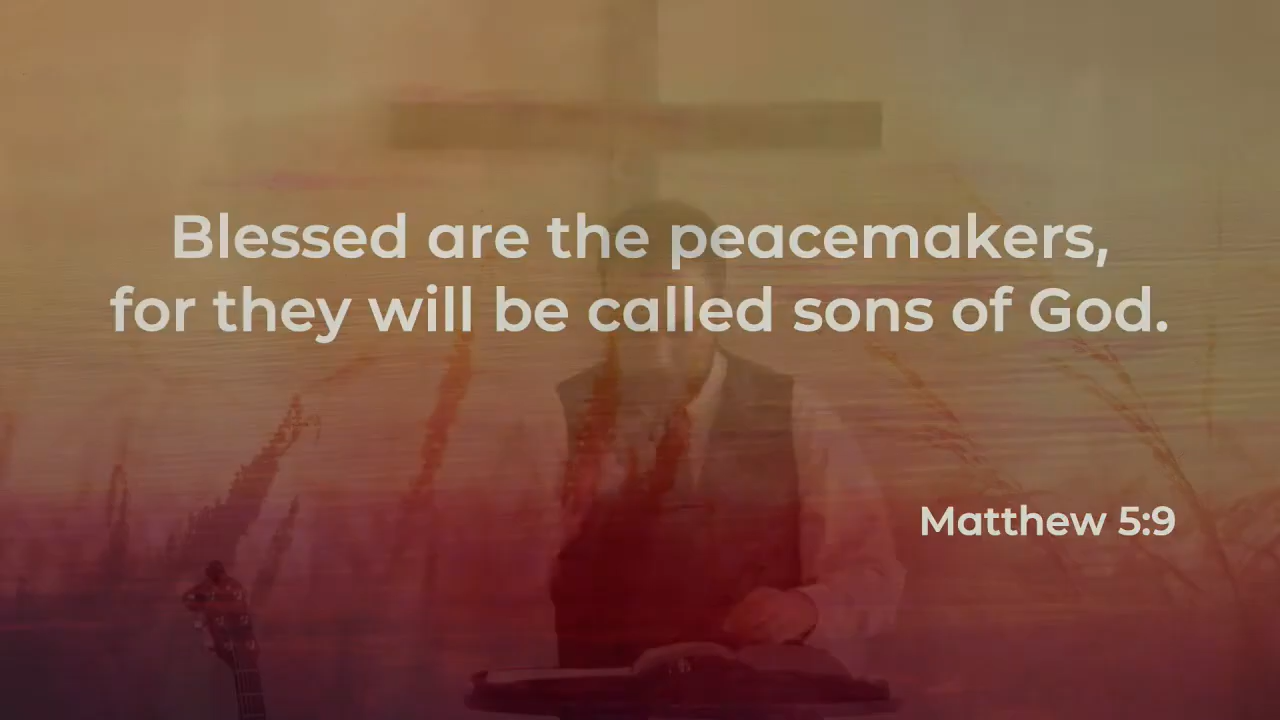 Blessed are the peacemakers,
for they will be called sons of God.
Matthew 5:9